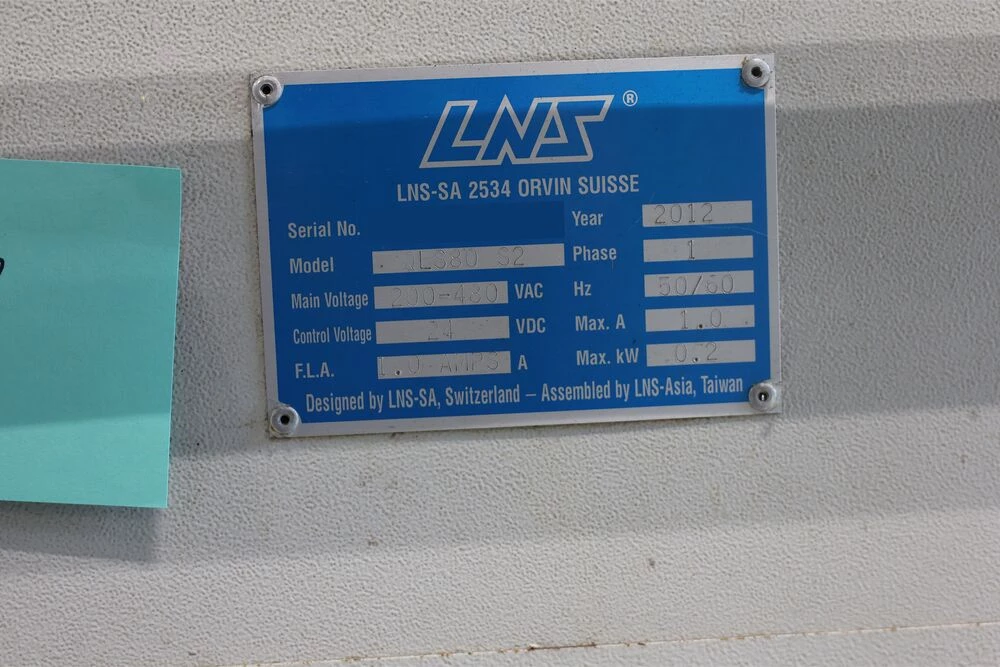 LNS®
LNS-SA 2534 ORVIN SUISSE
Serial No. Year 2012
Model QLS80 S2 Phase 1
Main Voltage 200-480 VAC Hz 50/60
Control Voltage 24 VDC Max. A 1.0
F.L.A. 1.0 AMPS A Max. kW 0.2
Designed by LNS-SA, Switzerland – Assembled by LNS-Asia, Taiwan